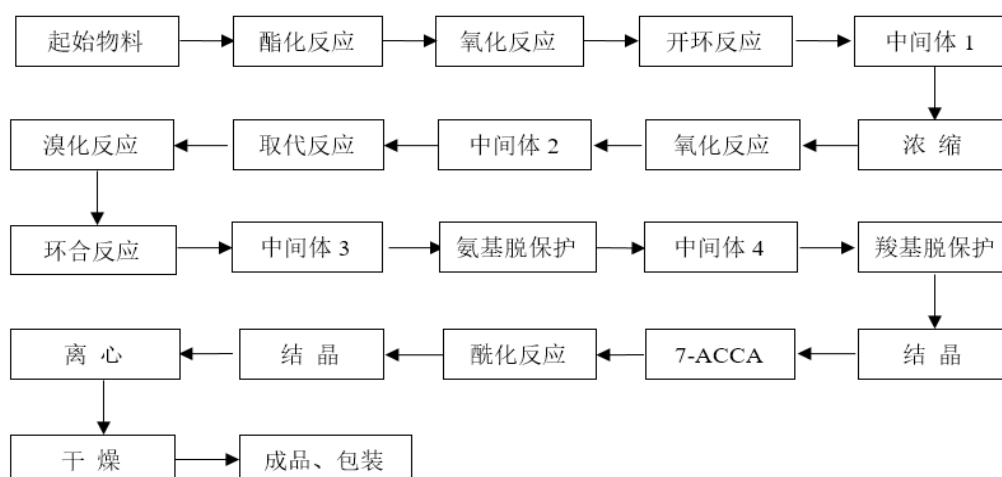 起始物料
酯化反应
氧化反应
开环反应
中间体 1
浓 缩
氧化反应
中间体 2
取代反应
溴化反应
环合反应
中间体 3
氨基脱保护
中间体 4
羧基脱保护
结 晶
7-ACCA
酰化反应
结 晶
离 心
干 燥
成品、包装